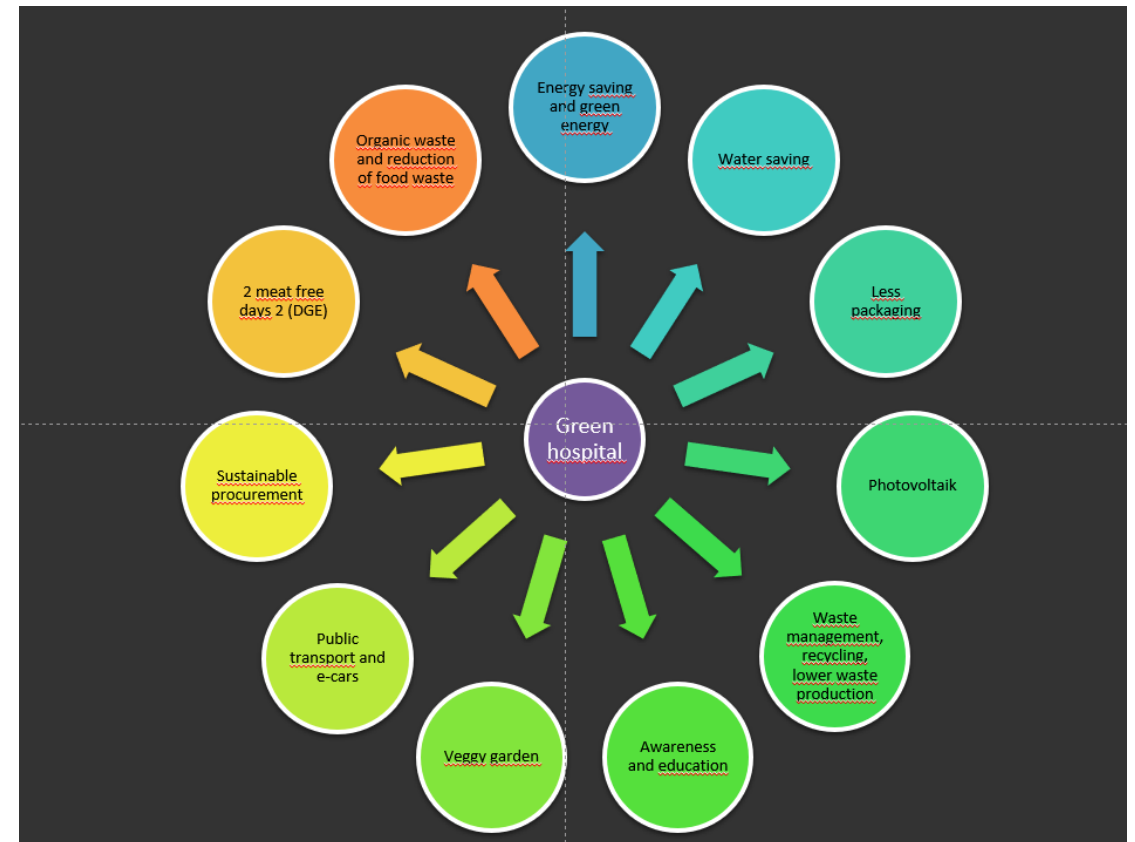 Energy saving
and green
energy
Water saving
Less
packaging
Photovoltaik
Waste
management,
recycling,
lower waste
production
Awareness
and education
Veggy garden
Public
transport and
e-cars
Sustainable
procurement
2 meat free
days 2 (DGE)
Organic waste
and reduction
of food waste
Green
hospital